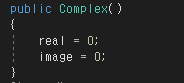 public Complex()
{
real = 0;
image = 0;
}